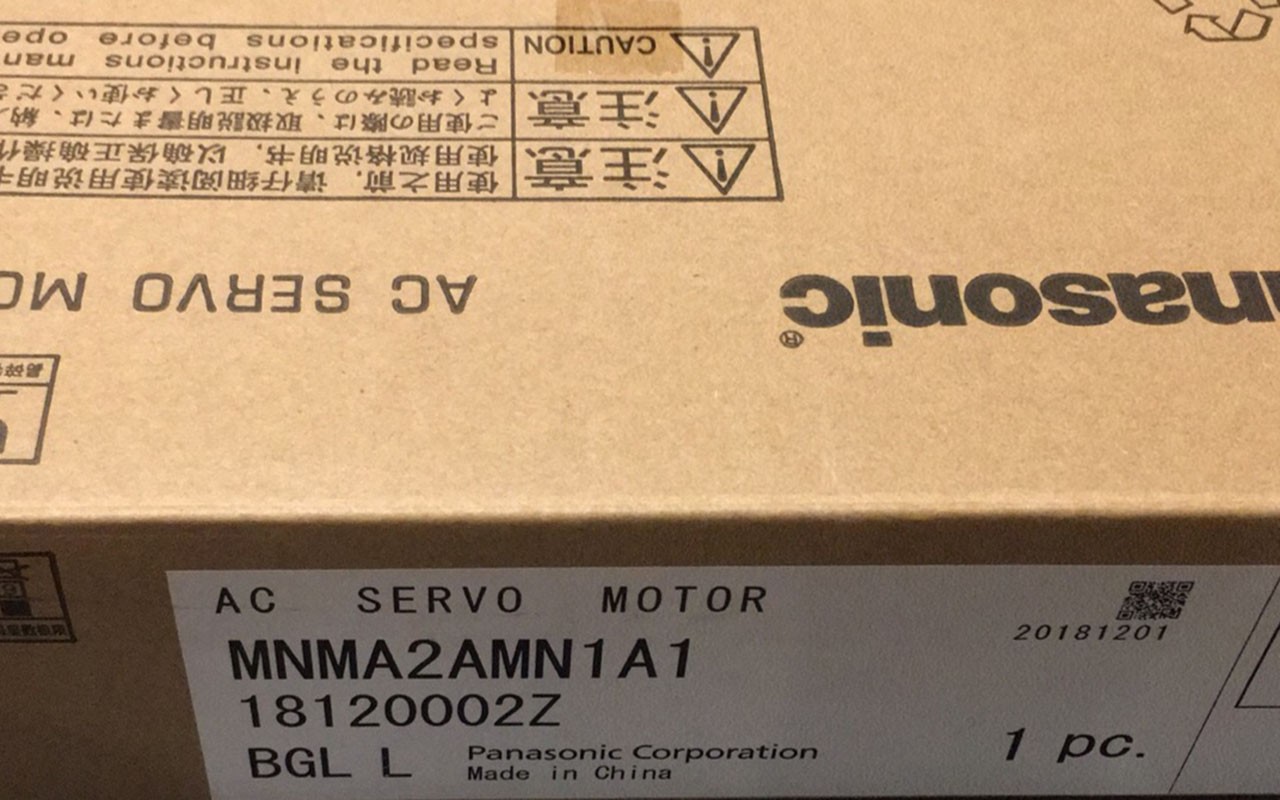 AC SERVO MOTOR
MNMA2AMN1A1
18120002Z
BGL L
Panasonic Corporation
Made in China
20181201
1 pc.
nasonic®
AC SERVO MO
使用之前, 请仔细阅读使用说明
使用规格说明书, 以确保正确操
注意
ご使用の際は、取扱説明書または、納
よくお読みのうえ、正しくお使いくだ
注意
Read the instructions man
specifications before ope
CAUTION